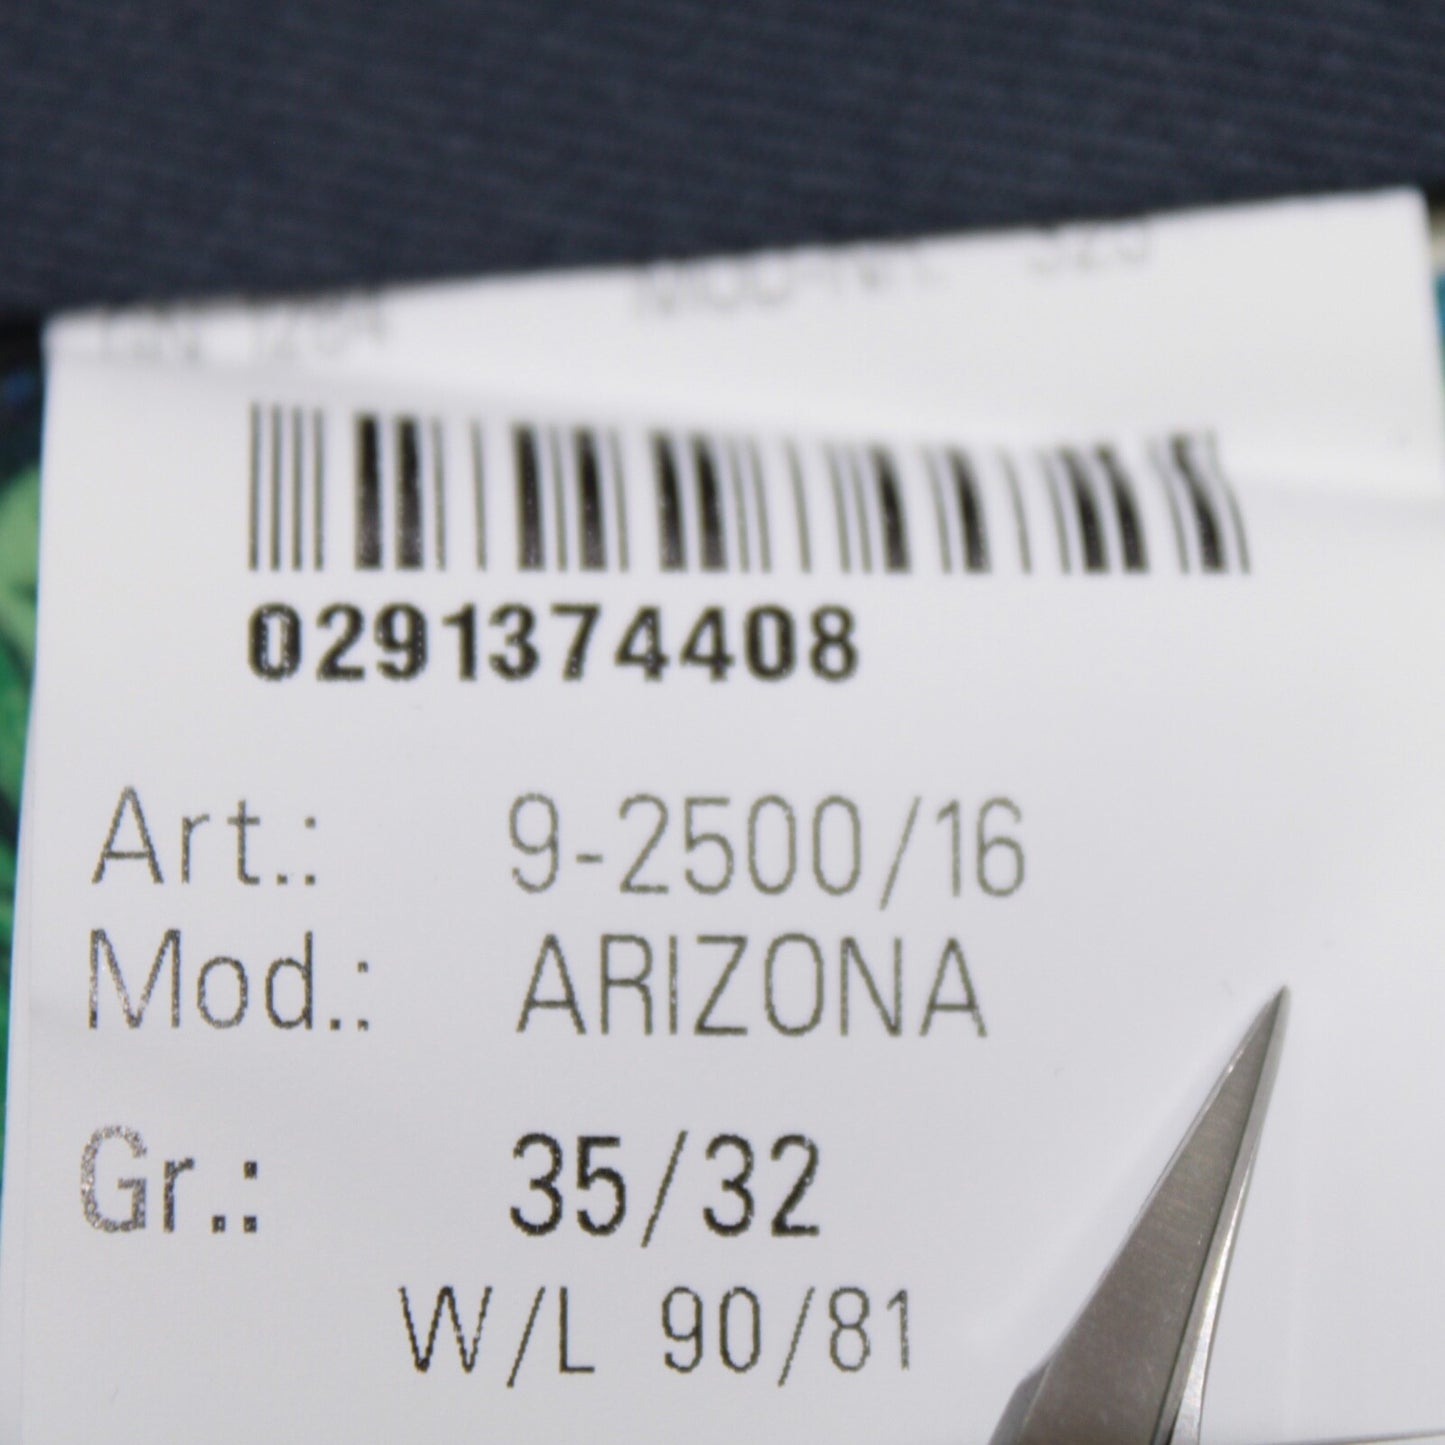 0291374408
Art.: 9-2500/16
Mod.: ARIZONA
Gr.: 35/32
W/L 90/81